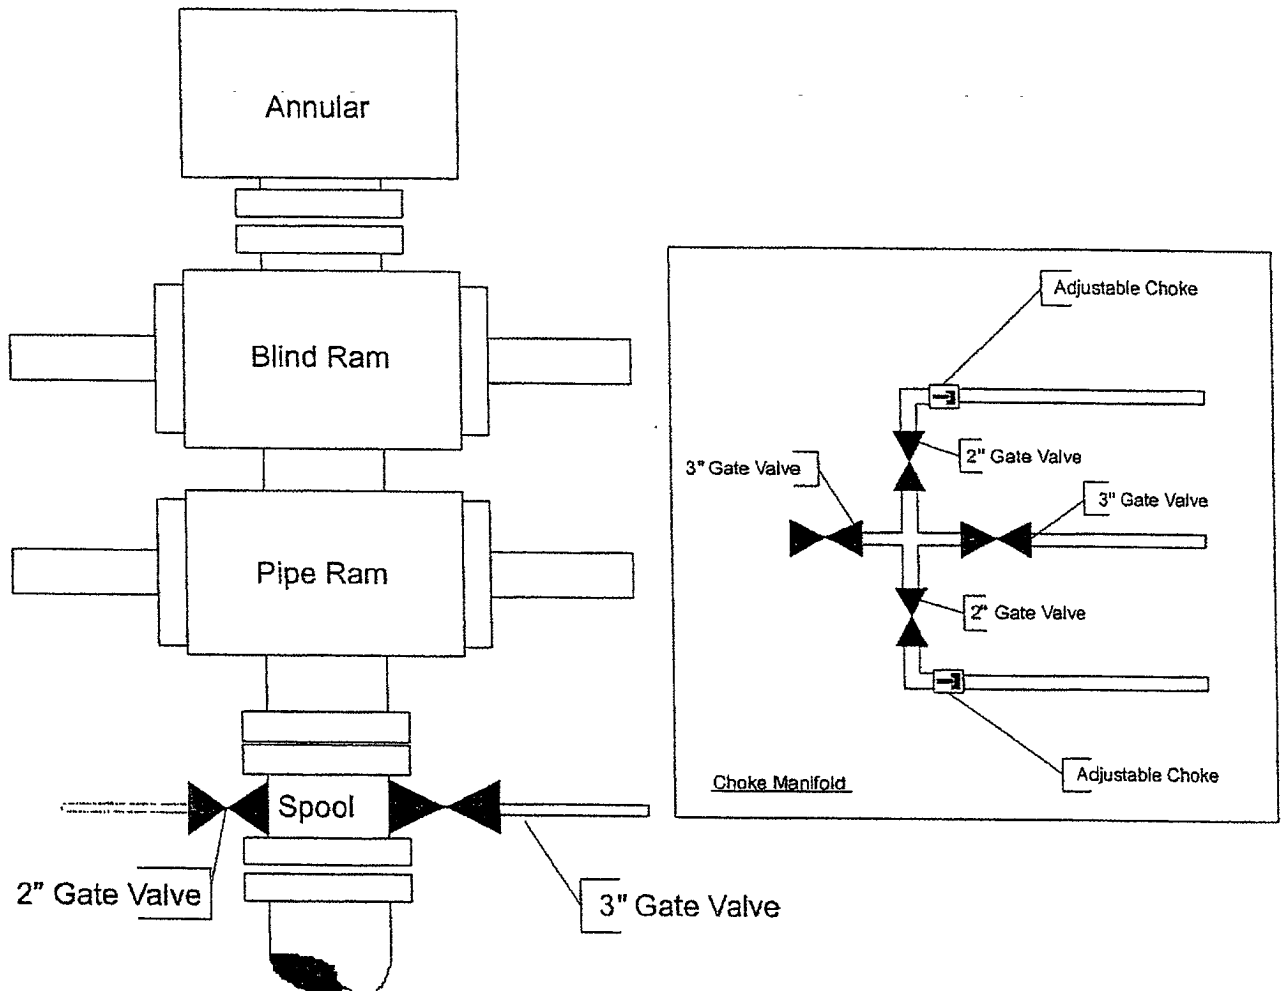 Annular
Blind Ram
Pipe Ram
Spool
2" Gate Valve
3" Gate Valve
Adjustable Choke
2" Gate Valve
3" Gate Valve
3" Gate Valve
2" Gate Valve
Adjustable Choke
Choke Manifold